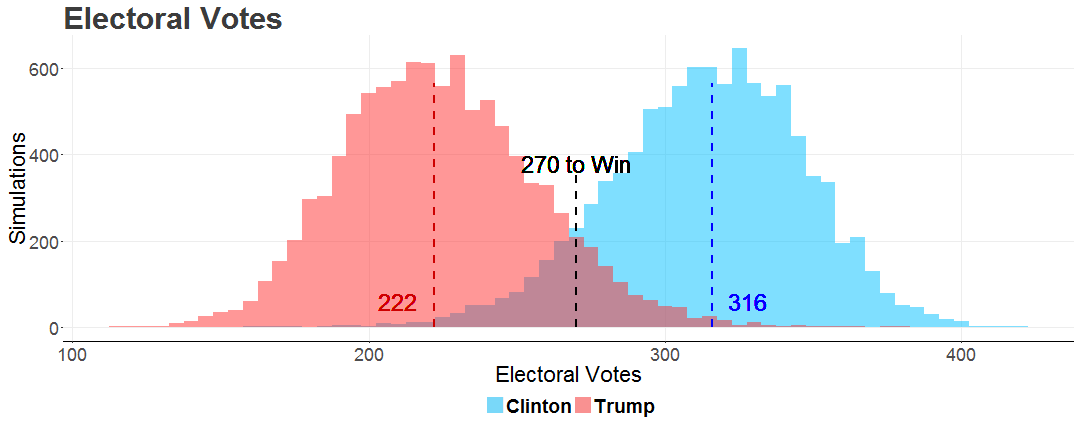 Electoral Votes
Simulations
600
400
200
0
270 to Win
222
316
100
200
300
400
Electoral Votes
Clinton
Trump